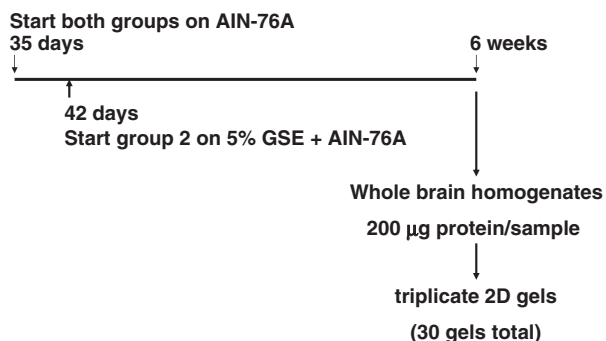 Start both groups on AIN-76A
35 days
6 weeks
42 days
Start group 2 on 5% GSE + AIN-76A
Whole brain homogenates
200 μg protein/sample
triplicate 2D gels
(30 gels total)